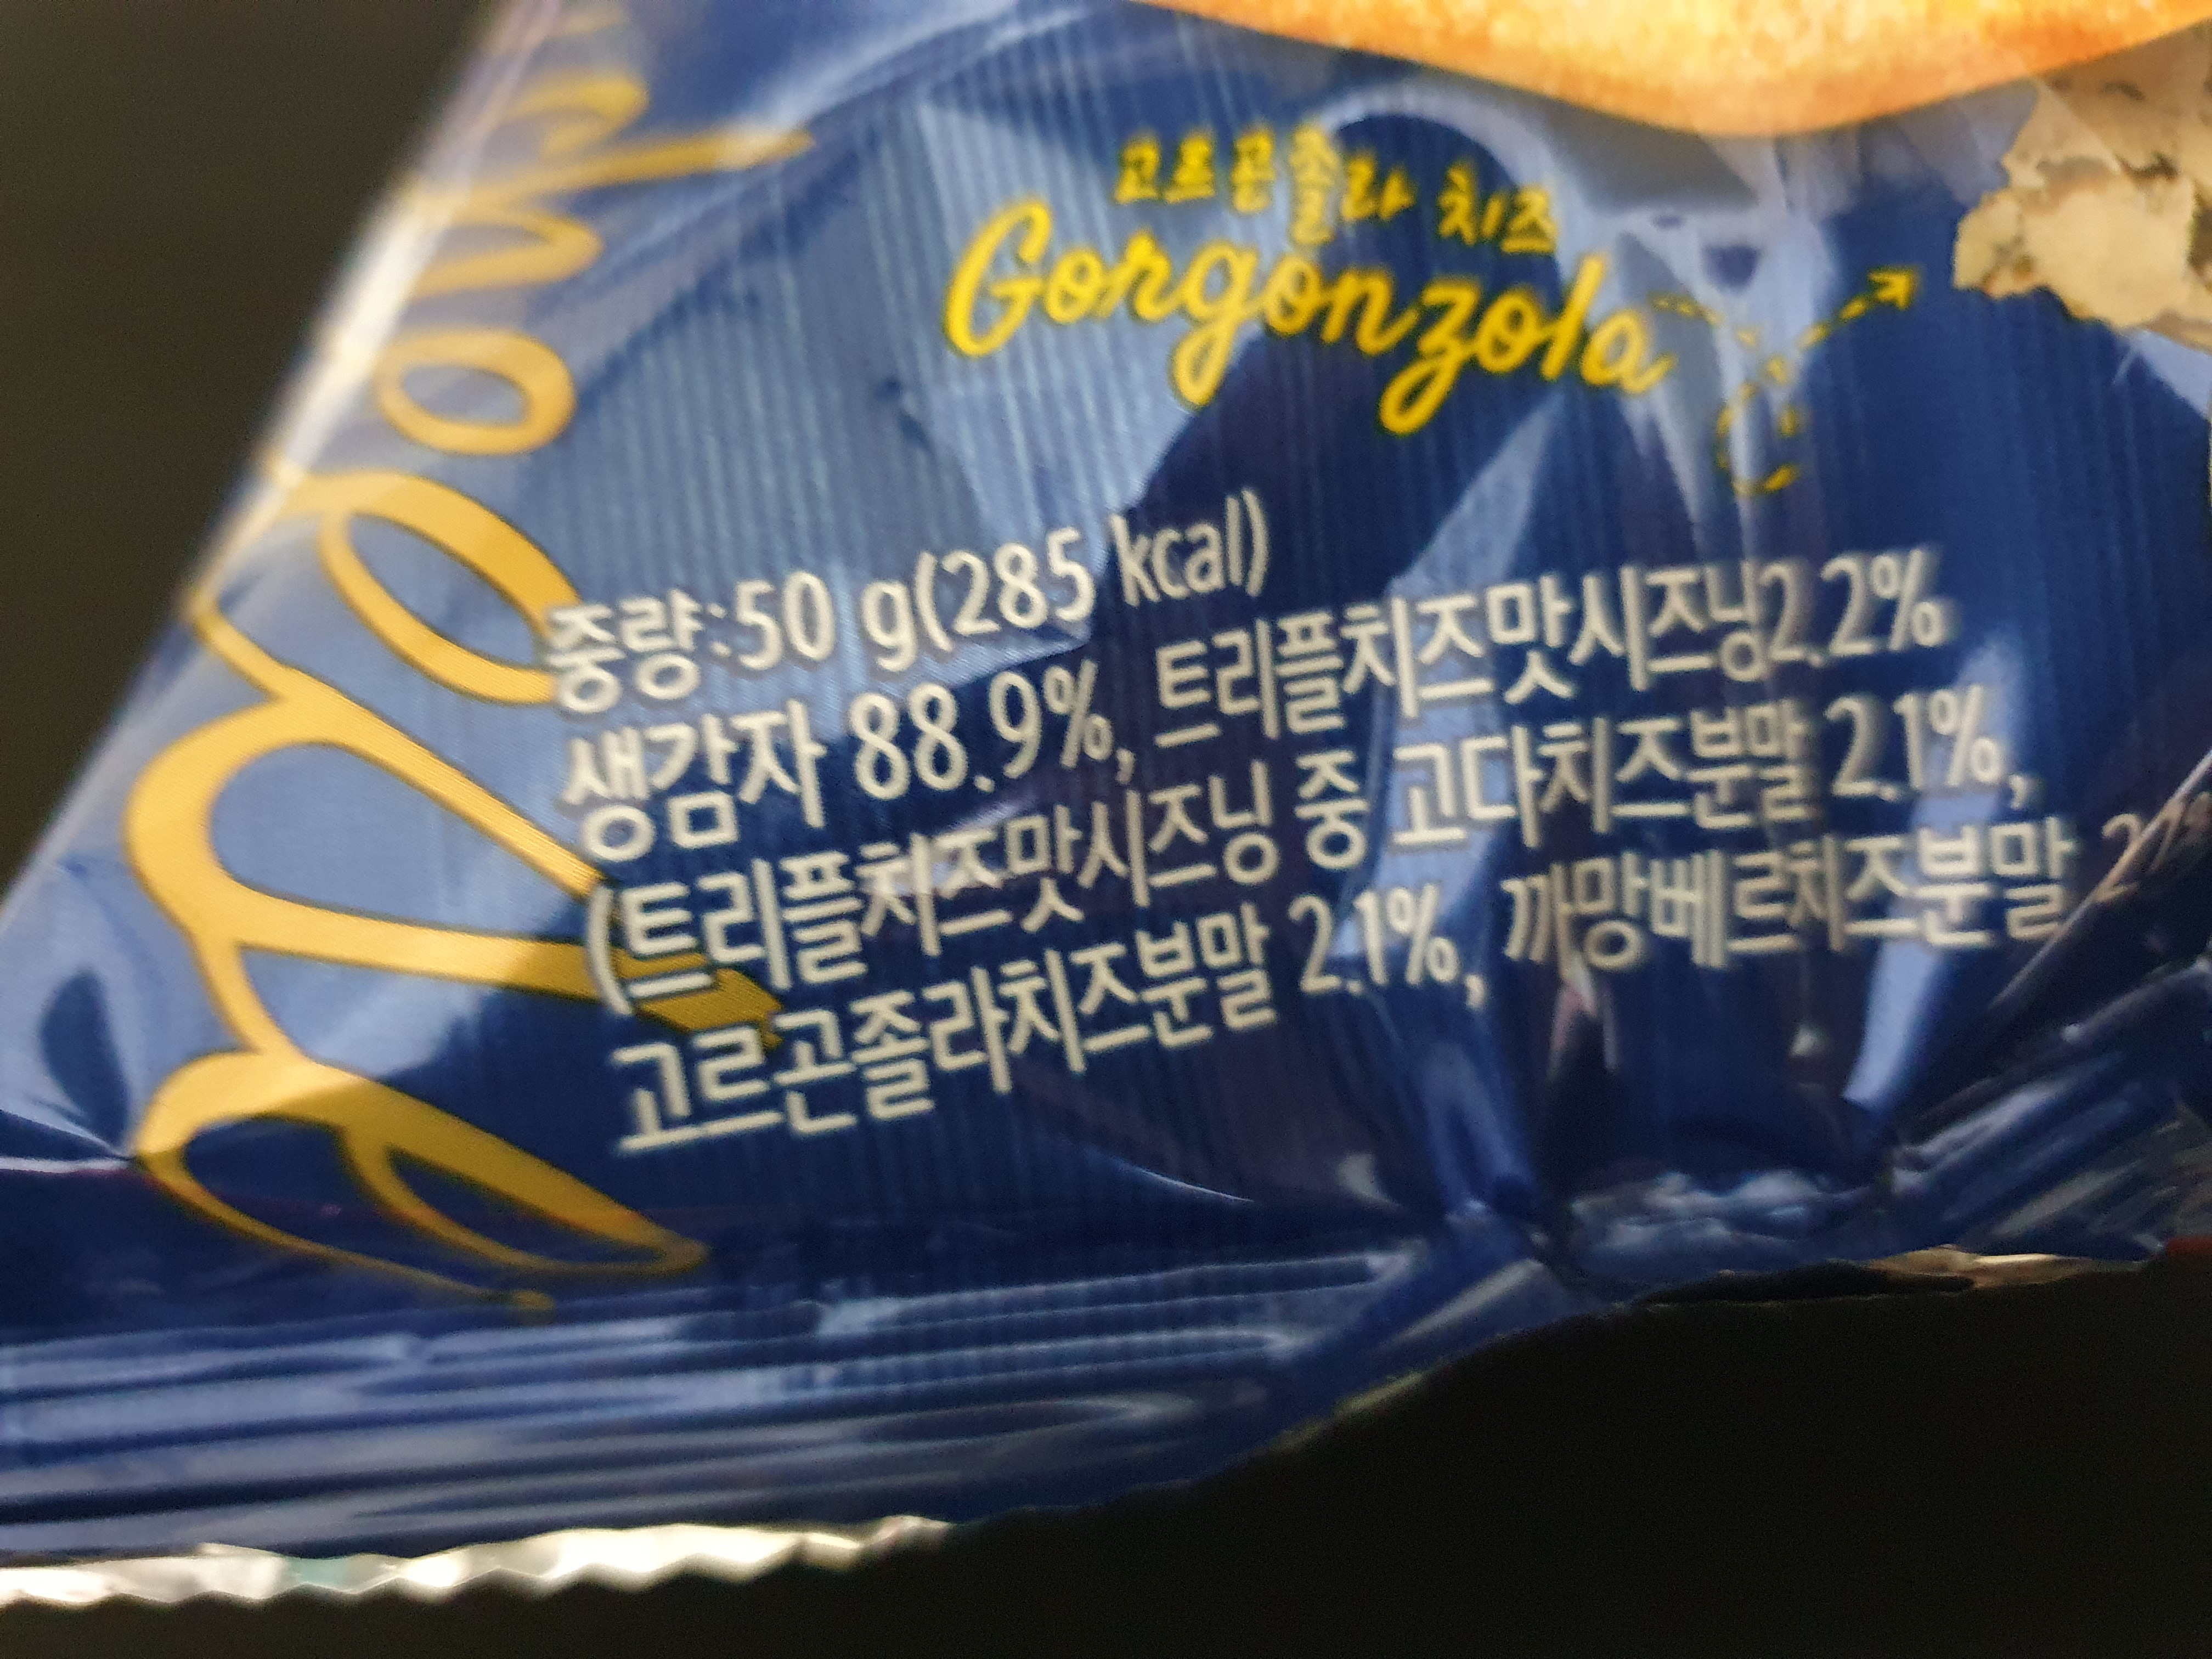 고르곤졸라 치즈
Gorgonzola
중량:50 g(285 kcal)
생감자 88.9%, 트리플치즈맛시즈닝2.2%
(트리플치즈맛시즈닝 중 고다치즈분말 2.1%,
고르곤졸라치즈분말 2.1%, 까망베르치즈분말